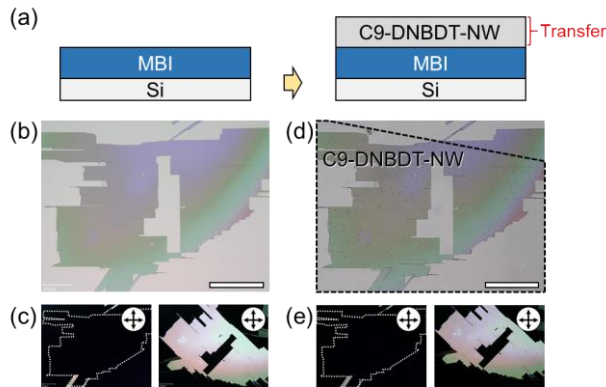 (a)
MBI
Si
C9-DNBDT-NW
MBI
Si
Transfer
(b)
(d)
C9-DNBDT-NW
(c)
(e)